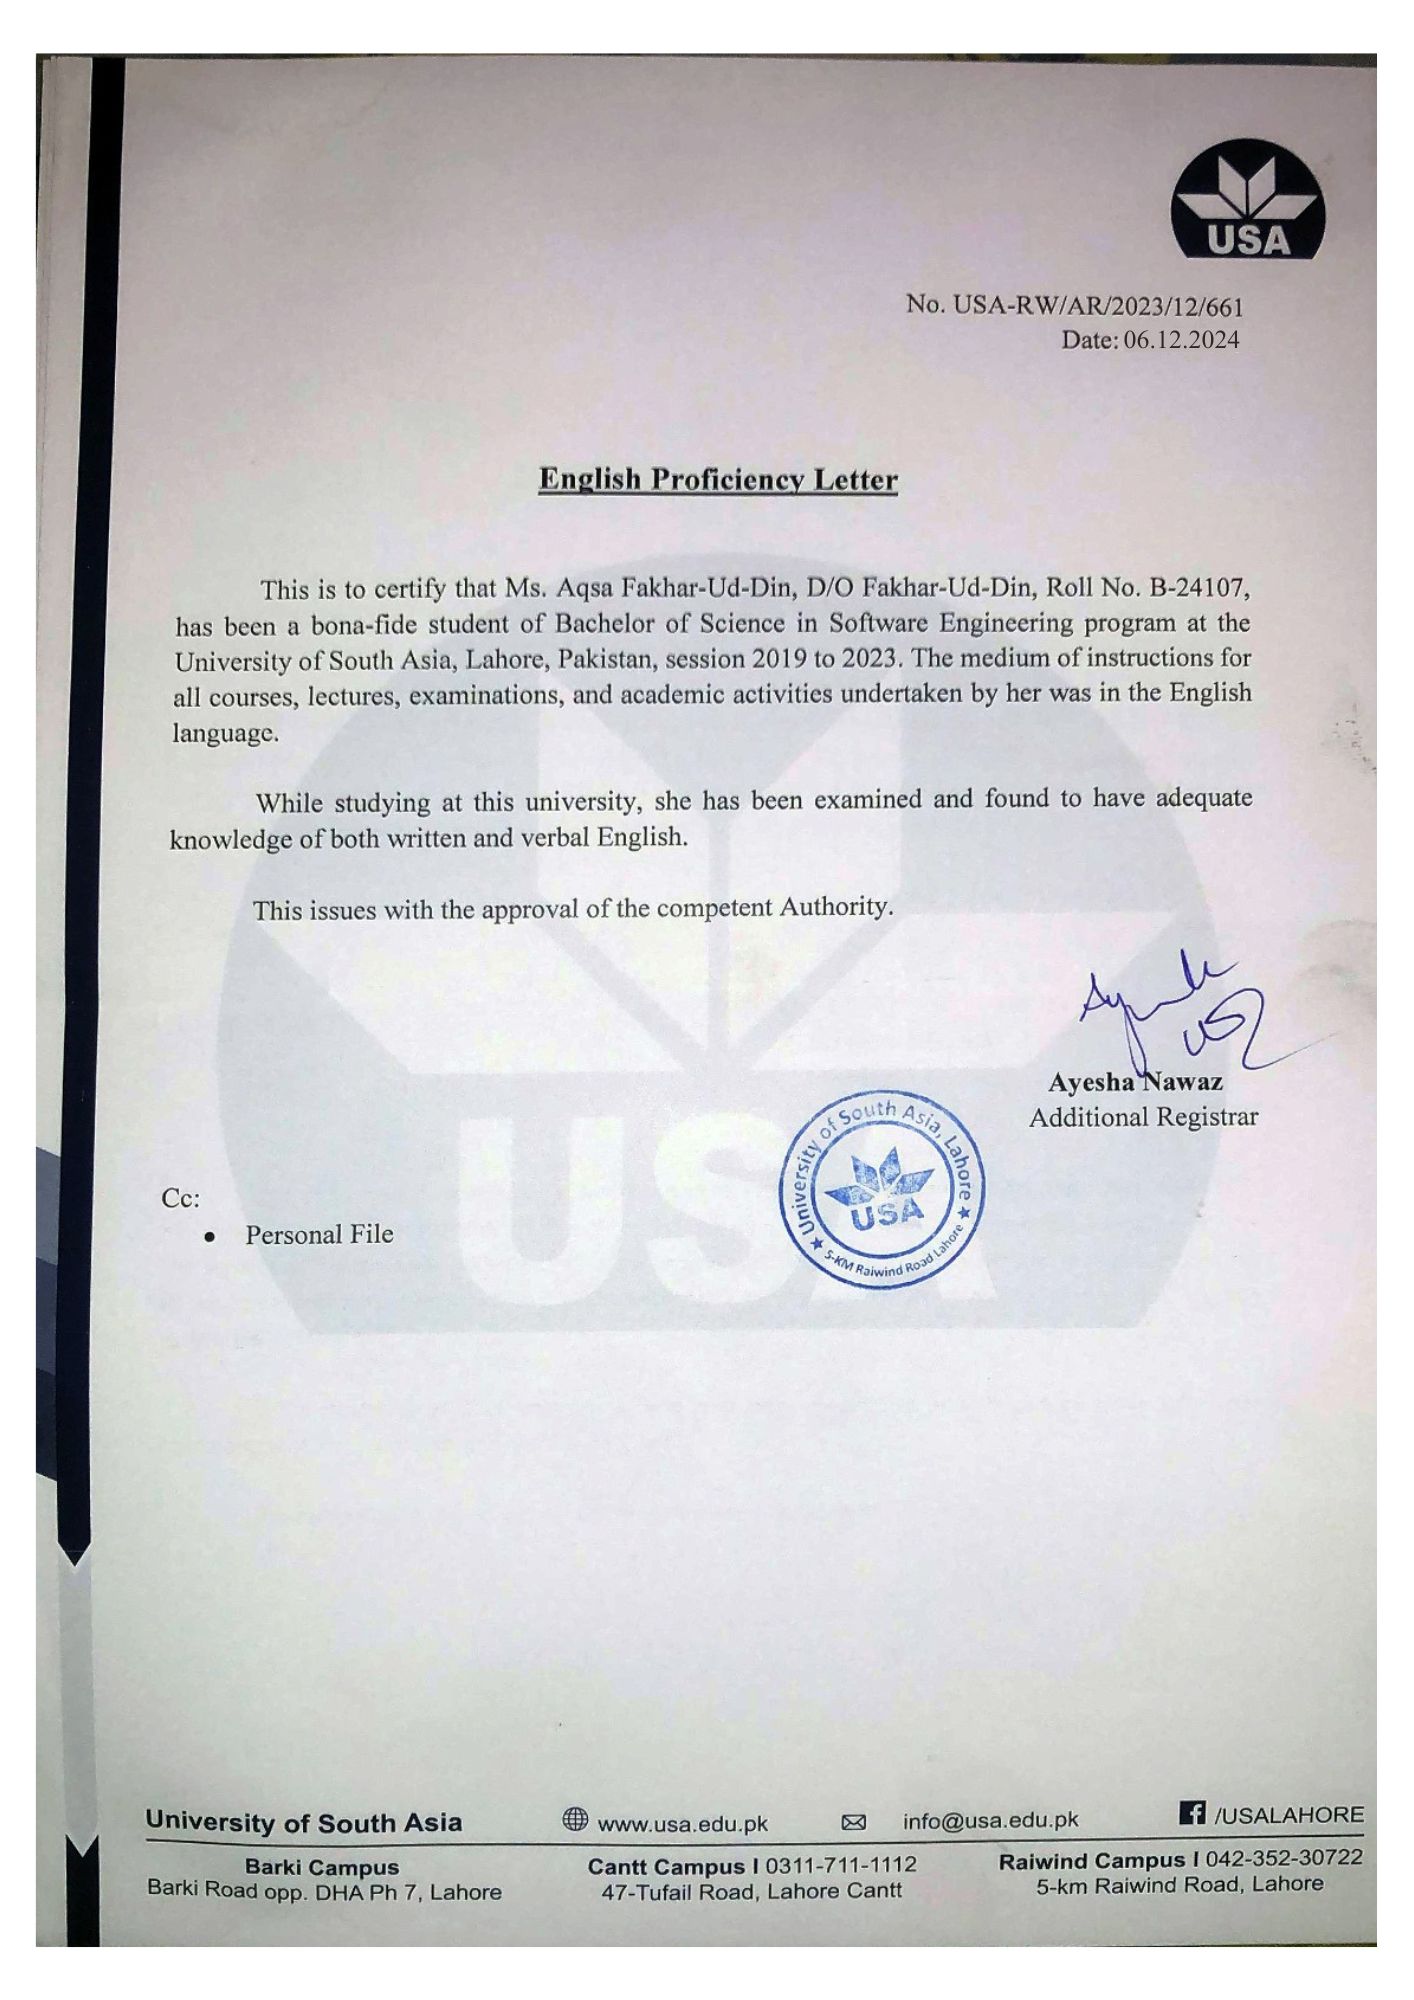 USA
No. USA-RW/AR/2023/12/661
Date: 06.12.2024
English Proficiency Letter
This is to certify that Ms. Aqsa Fakhar-Ud-Din, D/O Fakhar-Ud-Din, Roll No. B-24107,
has been a bona-fide student of Bachelor of Science in Software Engineering program at the
University of South Asia, Lahore, Pakistan, session 2019 to 2023. The medium of instructions for
all courses, lectures, examinations, and academic activities undertaken by her was in the English
language.
While studying at this university, she has been examined and found to have adequate
knowledge of both written and verbal English.
This issues with the approval of the competent Authority.
Ayesha Nawaz
Additional Registrar
University of South Asia, Lahore
USA
5-KM Raiwind Road Lahore
Cc:
• Personal File
USA
University of South Asia www.usa.edu.pk info@usa.edu.pk /USALAHORE
Barki Campus Cantt Campus I 0311-711-1112 Raiwind Campus I 042-352-30722
Barki Road opp. DHA Ph 7, Lahore 47-Tufail Road, Lahore Cantt 5-km Raiwind Road, Lahore